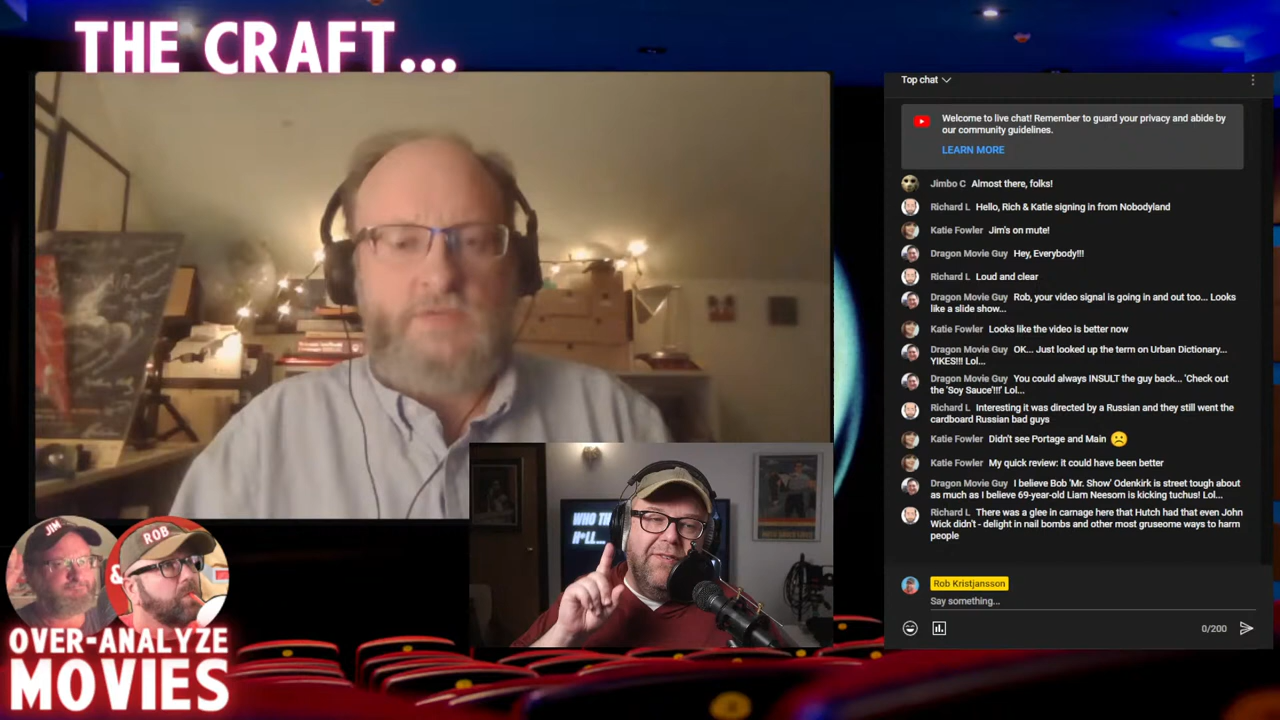 THE CRAFT...
Top chat
Welcome to live chat! Remember to guard your privacy and abide by
our community guidelines.
LEARN MORE
Jimbo C Almost there, folks!
Richard L Hello, Rich & Katie signing in from Nobodyland
Katie Fowler Jim's on mute!
Dragon Movie Guy Hey, Everybody!!!
Richard L Loud and clear
Dragon Movie Guy Rob, your video signal is going in and out too... Looks
like a slide show...
Katie Fowler Looks like the video is better now
Dragon Movie Guy OK... Just looked up the term on Urban Dictionary...
YIKES!!! Lol...
Dragon Movie Guy You could always INSULT the guy back... 'Check out
the 'Soy Sauce'!!!' Lol...
Richard L Interesting it was directed by a Russian and they still went the
cardboard Russian bad guys
Katie Fowler Didn't see Portage and Main ☹️
Katie Fowler My quick review: it could have been better
Dragon Movie Guy I believe Bob 'Mr. Show' Odenkirk is street tough about
as much as I believe 69-year-old Liam Neesom is kicking tuchus! Lol...
Richard L There was a glee in carnage here that Hutch had that even John
Wick didn't - delight in nail bombs and other most gruseome ways to harm
people
Rob Kristjansson
Say something...
0/200
WHO TH
H*LL...
JIM
&
ROB
OVER-ANALYZE
MOVIES